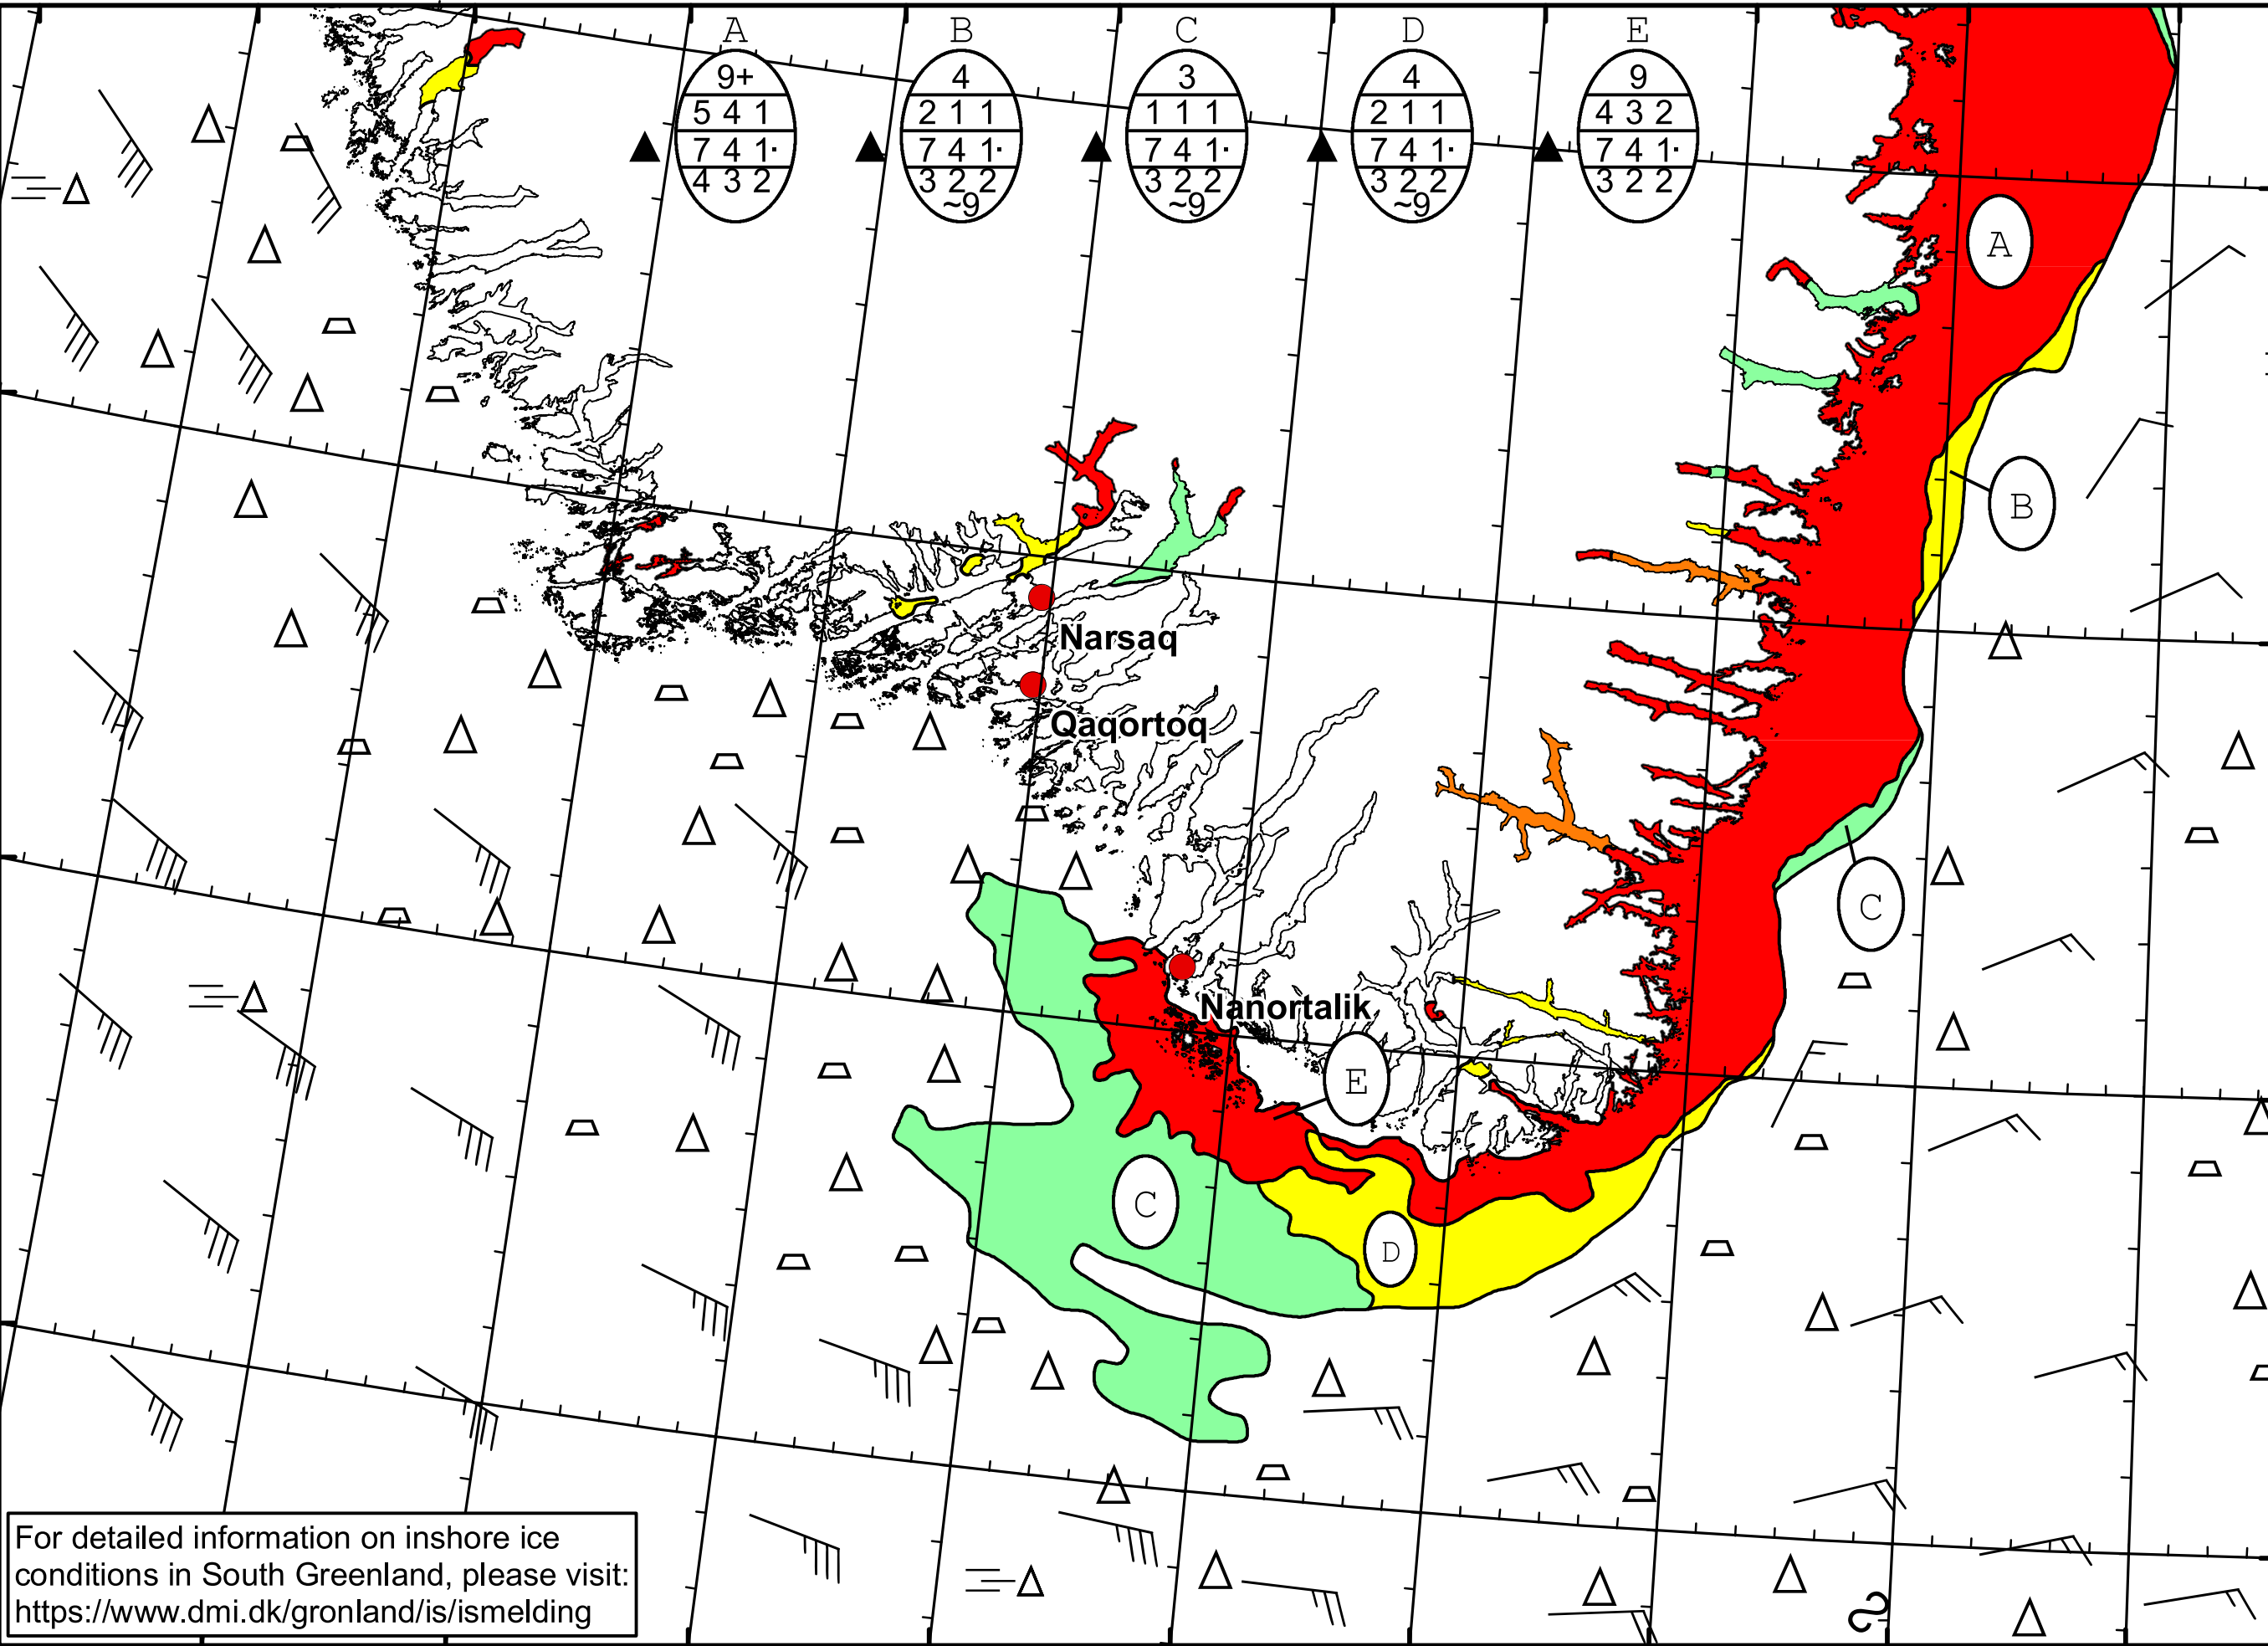 A B C D E
9+ 4 3 4 9
5 4 1 2 1 1 1 1 1 2 1 1 4 3 2
7 4 1· 7 4 1· 7 4 1· 7 4 1· 7 4 1·
4 3 2 3 2 2 3 2 2 3 2 2 3 2 2
~9 ~9 ~9
A
B
Narsaq
Qaqortoq
C
Nanortalik
E
C
D
For detailed information on inshore ice
conditions in South Greenland, please visit:
https://www.dmi.dk/gronland/is/ismelding